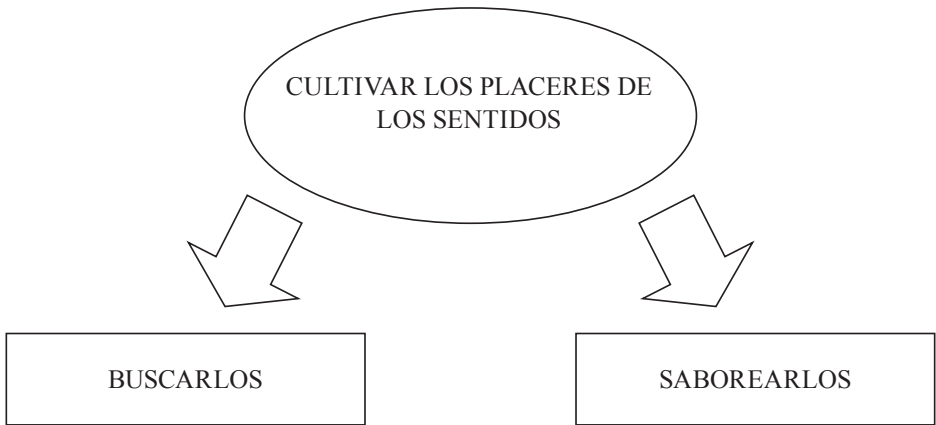 CULTIVAR LOS PLACERES DE
LOS SENTIDOS
BUSCARLOS
SABOREARLOS